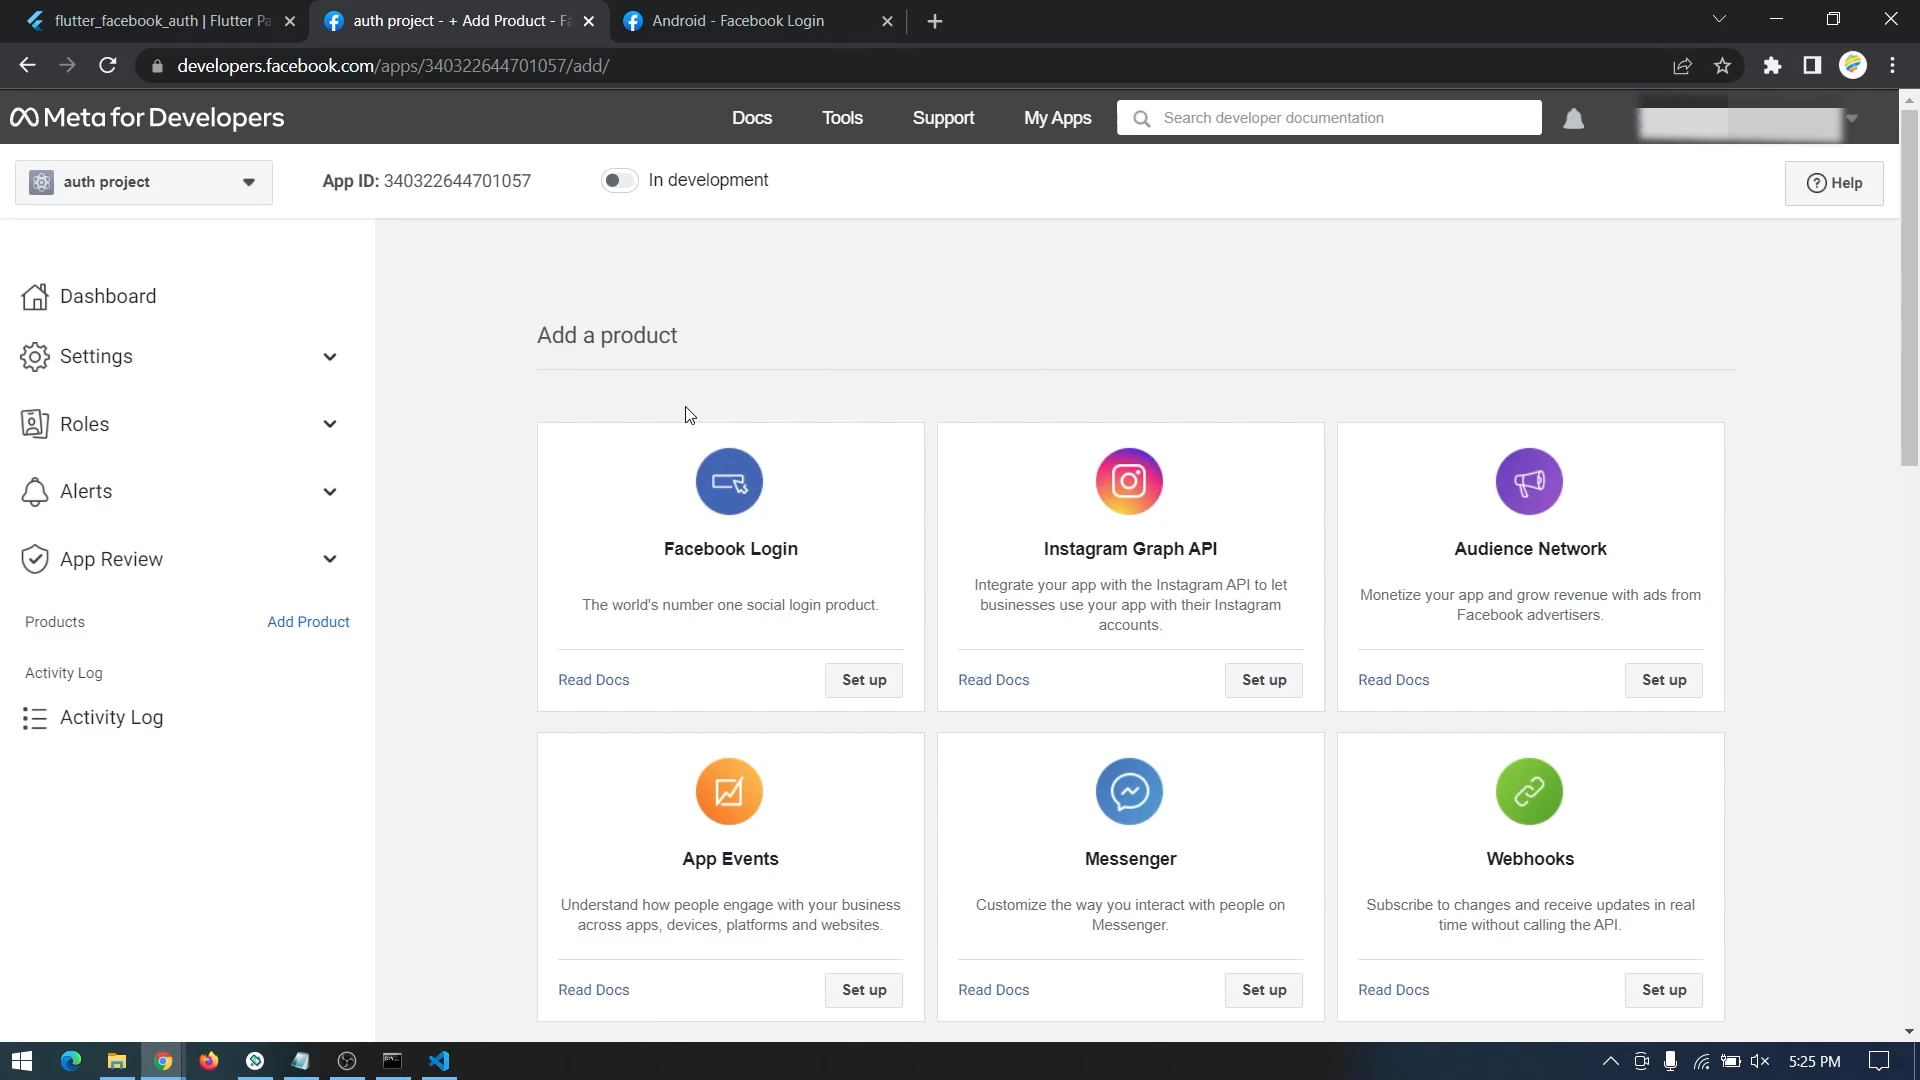 flutter_facebook_auth | Flutter Pa
auth project - + Add Product - Fa
Android - Facebook Login
developers.facebook.com/apps/340322644701057/add/
Meta for Developers
Docs
Tools
Support
My Apps
Search developer documentation
auth project
App ID: 340322644701057
In development
Help
Dashboard
Settings
Roles
Alerts
App Review
Products
Add Product
Activity Log
Activity Log
Add a product
Facebook Login
The world's number one social login product.
Read Docs
Set up
Instagram Graph API
Integrate your app with the Instagram API to let
businesses use your app with their Instagram
accounts.
Read Docs
Set up
Audience Network
Monetize your app and grow revenue with ads from
Facebook advertisers.
Read Docs
Set up
App Events
Understand how people engage with your business
across apps, devices, platforms and websites.
Read Docs
Set up
Messenger
Customize the way you interact with people on
Messenger.
Read Docs
Set up
Webhooks
Subscribe to changes and receive updates in real
time without calling the API.
Read Docs
Set up
5:25 PM